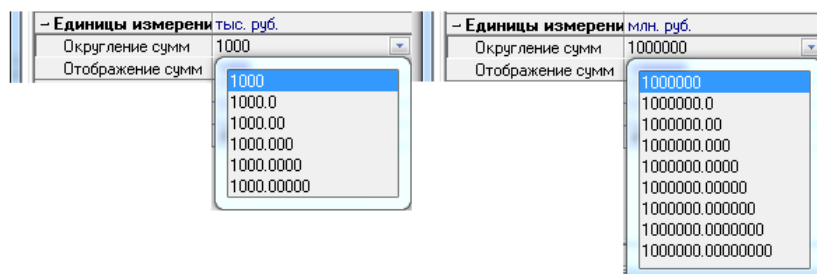 − Единицы измерени тыс. руб.
Округление сумм 1000
Отображение сумм
1000
1000.0
1000.00
1000.000
1000.0000
1000.00000
− Единицы измерени млн. руб.
Округление сумм 1000000
Отображение сумм
1000000
1000000.0
1000000.00
1000000.000
1000000.0000
1000000.00000
1000000.000000
1000000.0000000
1000000.00000000